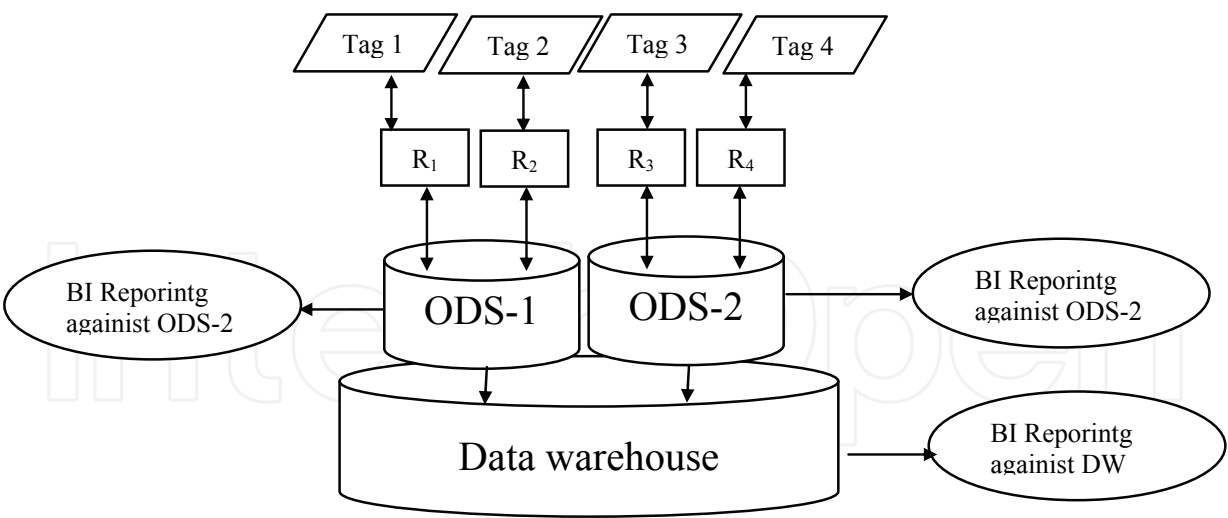 Tag 1
Tag 2
Tag 3
Tag 4
R1
R2
R3
R4
BI Reporintg
againist ODS-2
ODS-1
ODS-2
BI Reporintg
againist ODS-2
Data warehouse
BI Reporintg
againist DW
IntechOpen